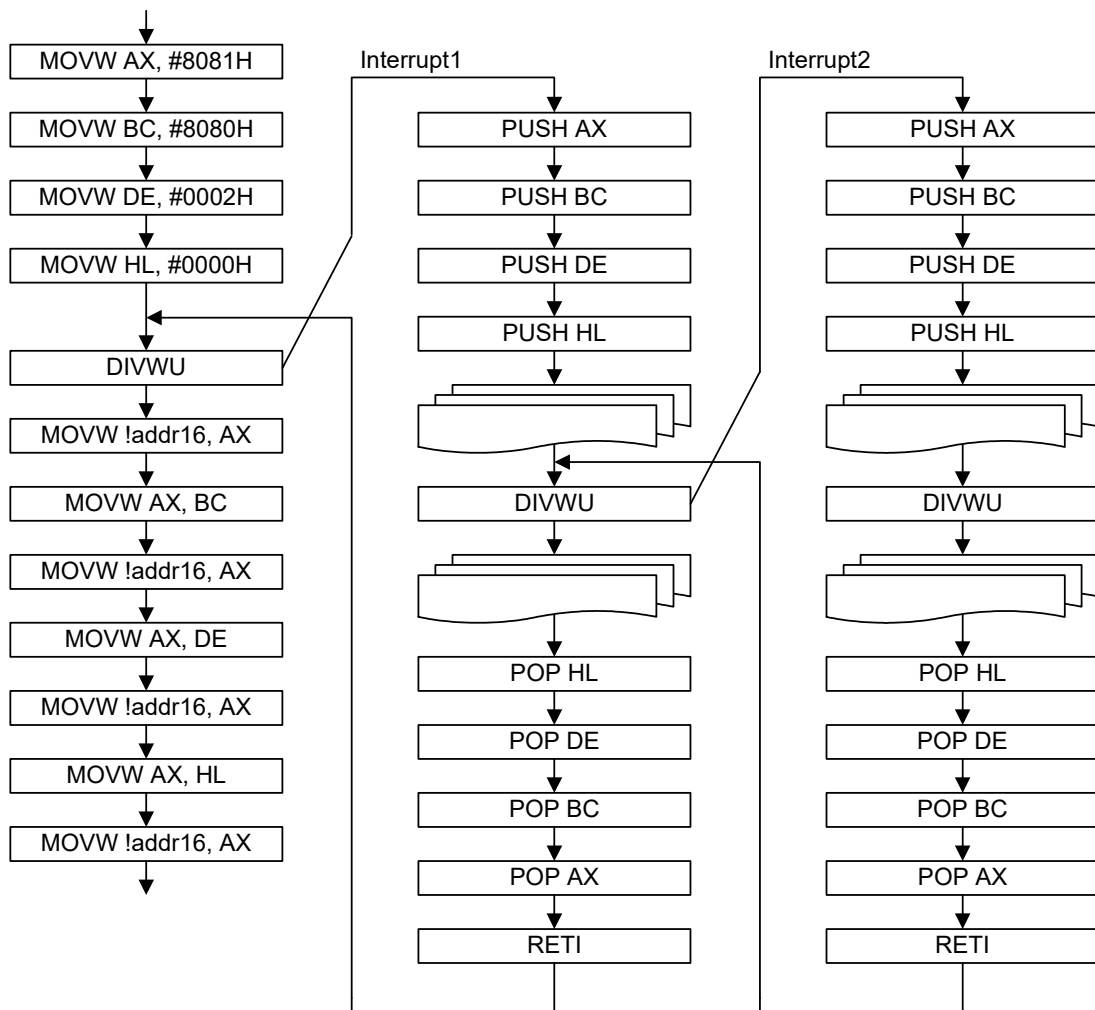 MOVW AX, #8081H
MOVW BC, #8080H
MOVW DE, #0002H
MOVW HL, #0000H
DIVWU
MOVW !addr16, AX
MOVW AX, BC
MOVW !addr16, AX
MOVW AX, DE
MOVW !addr16, AX
MOVW AX, HL
MOVW !addr16, AX
Interrupt1
PUSH AX
PUSH BC
PUSH DE
PUSH HL
DIVWU
POP HL
POP DE
POP BC
POP AX
RETI
Interrupt2
PUSH AX
PUSH BC
PUSH DE
PUSH HL
DIVWU
POP HL
POP DE
POP BC
POP AX
RETI